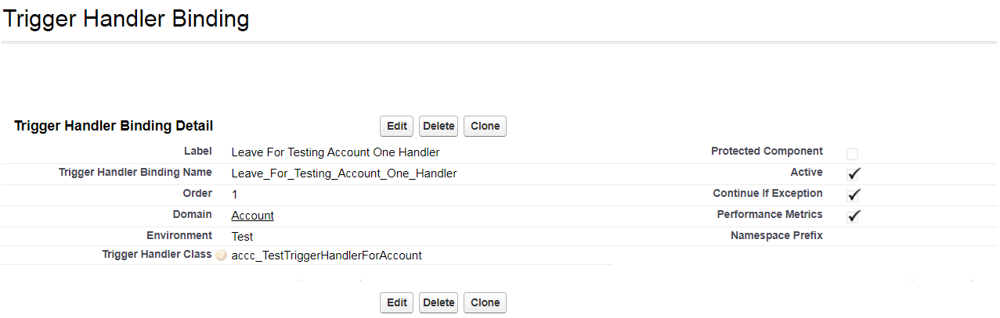 Trigger Handler Binding
Trigger Handler Binding Detail Edit Delete Clone
Label Leave For Testing Account One Handler Protected Component
Trigger Handler Binding Name Leave_For_Testing_Account_One_Handler Active
Order 1 Continue If Exception
Domain Account Performance Metrics
Environment Test Namespace Prefix
Trigger Handler Class ? accc_TestTriggerHandlerForAccount
Edit Delete Clone